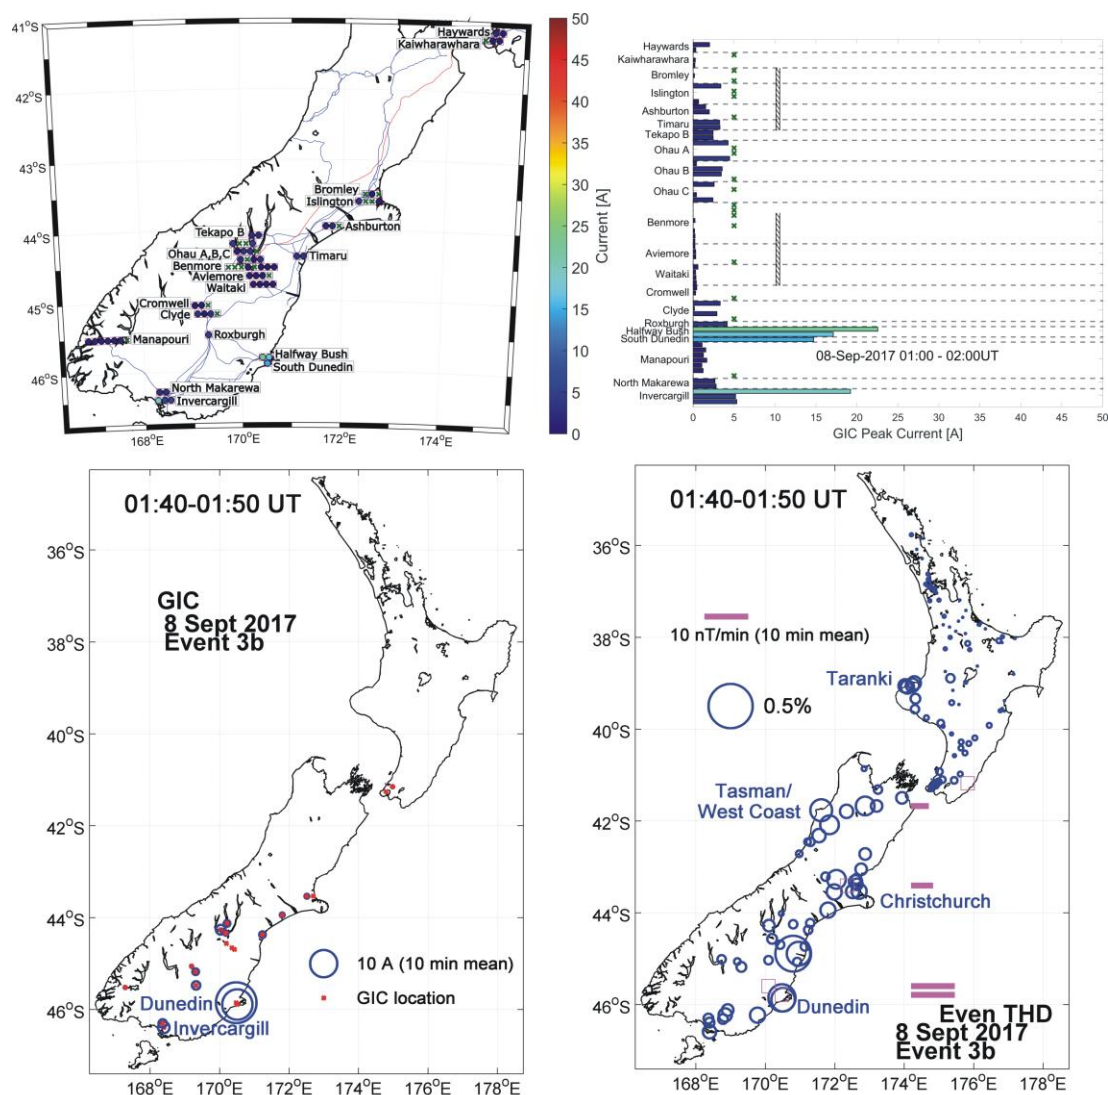 41°S
42°S
43°S
44°S
45°S
46°S
168°E
170°E
172°E
174°E
Haywards
Kaiwharawhara
Bromley
Islington
Ashburton
Tekapo B
Timaru
Ohau A,B,C
Benmore
Aviemore
Waitaki
Cromwell
Clyde
Roxburgh
Manapouri
Halfway Bush
South Dunedin
North Makarewa
Invercargill
50
45
40
35
30
25
20
15
10
5
0
Current [A]
Haywards
Kaiwharawhara
Bromley
Islington
Ashburton
Timaru
Tekapo B
Ohau A
Ohau B
Ohau C
Benmore
Aviemore
Waitaki
Cromwell
Clyde
Roxburgh
Halfway Bush
South Dunedin
Manapouri
North Makarewa
Invercargill
08-Sep-2017 01:00 - 02:00UT
0 5 10 15 20 25 30 35 40 45 50
GIC Peak Current [A]
01:40-01:50 UT
36°S
38°S
40°S
42°S
44°S
46°S
GIC
8 Sept 2017
Event 3b
10 A (10 min mean)
GIC location
Dunedin
Invercargill
168°E 170°E 172°E 174°E 176°E 178°E
01:40-01:50 UT
36°S
38°S
40°S
42°S
44°S
46°S
10 nT/min (10 min mean)
Taranki
0.5%
Tasman/
West Coast
Christchurch
Dunedin
Even THD
8 Sept 2017
Event 3b
166°E 168°E 170°E 172°E 174°E 176°E 178°E